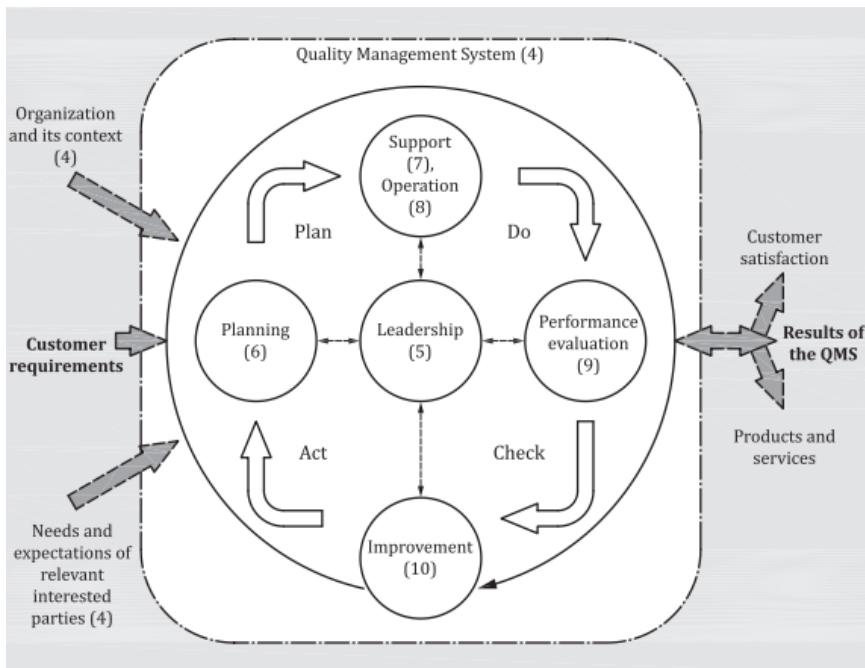 Quality Management System (4)
Organization
and its context
(4)
Support
(7),
Operation
(8)
Plan
Do
Customer
satisfaction
Customer
requirements
Planning
(6)
Leadership
(5)
Performance
evaluation
(9)
Results of
the QMS
Act
Check
Products and
services
Needs and
expectations of
relevant
interested
parties (4)
Improvement
(10)